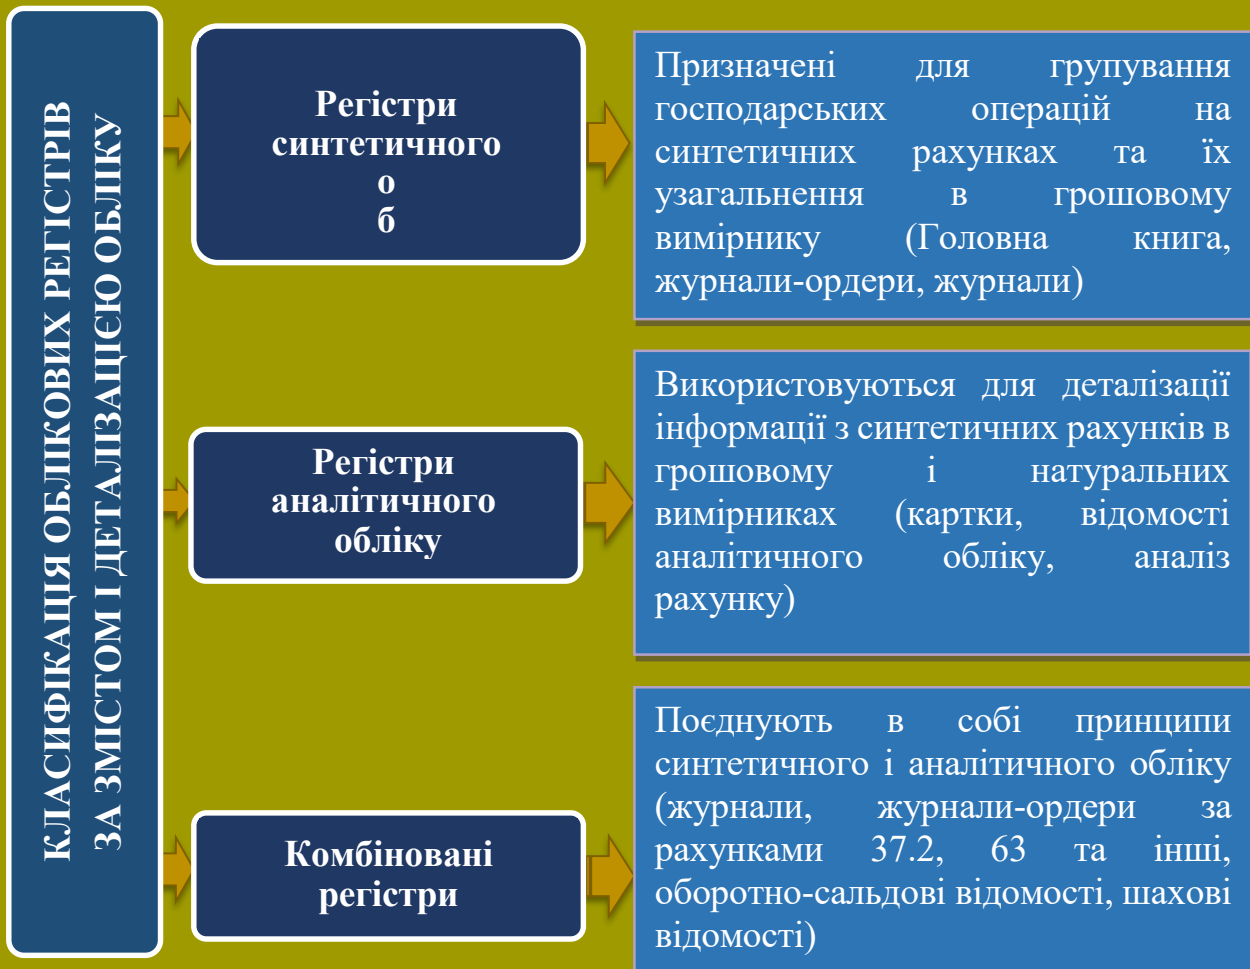 КЛАСИФІКАЦІЯ ОБЛІКОВИХ РЕГІСТРІВ
ЗА ЗМІСТОМ І ДЕТАЛІЗАЦІЄЮ ОБЛІКУ
Регістри
синтетичного
о
б
Призначені для групування
господарських операцій на
синтетичних рахунках та їх
узагальнення в грошовому
вимірнику (Головна книга,
журнали-ордери, журнали)
Регістри
аналітичного
обліку
Використовуються для деталізації
інформації з синтетичних рахунків в
грошовому і натуральних
вимірниках (картки, відомості
аналітичного обліку, аналіз
рахунку)
Комбіновані
регістри
Поєднують в собі принципи
синтетичного і аналітичного обліку
(журнали, журнали-ордери за
рахунками 37.2, 63 та інші,
оборотно-сальдові відомості, шахові
відомості)